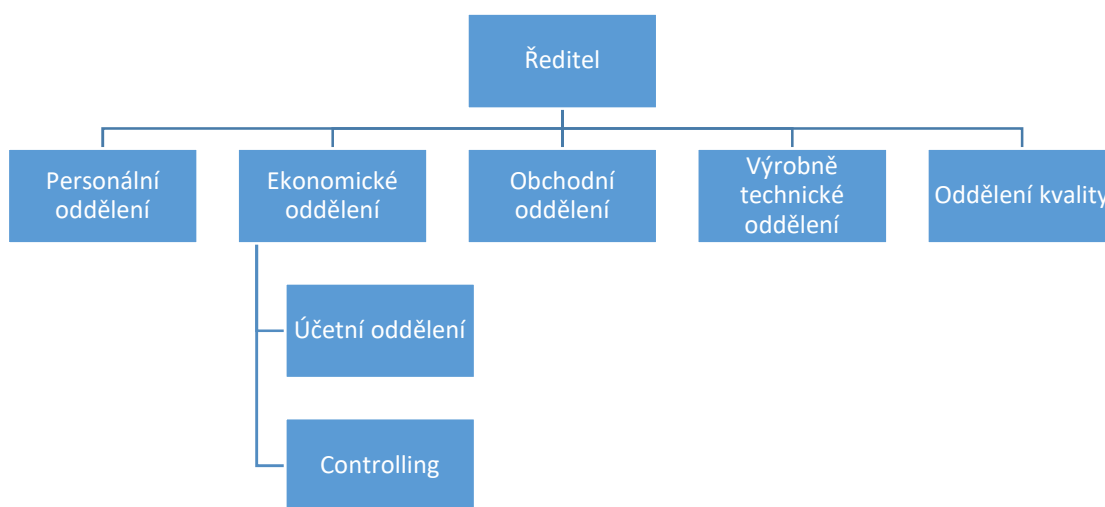 Ředitel
Personální
oddělení
Ekonomické
oddělení
Obchodní
oddělení
Výrobně
technické
oddělení
Oddělení kvality
Účetní oddělení
Controlling